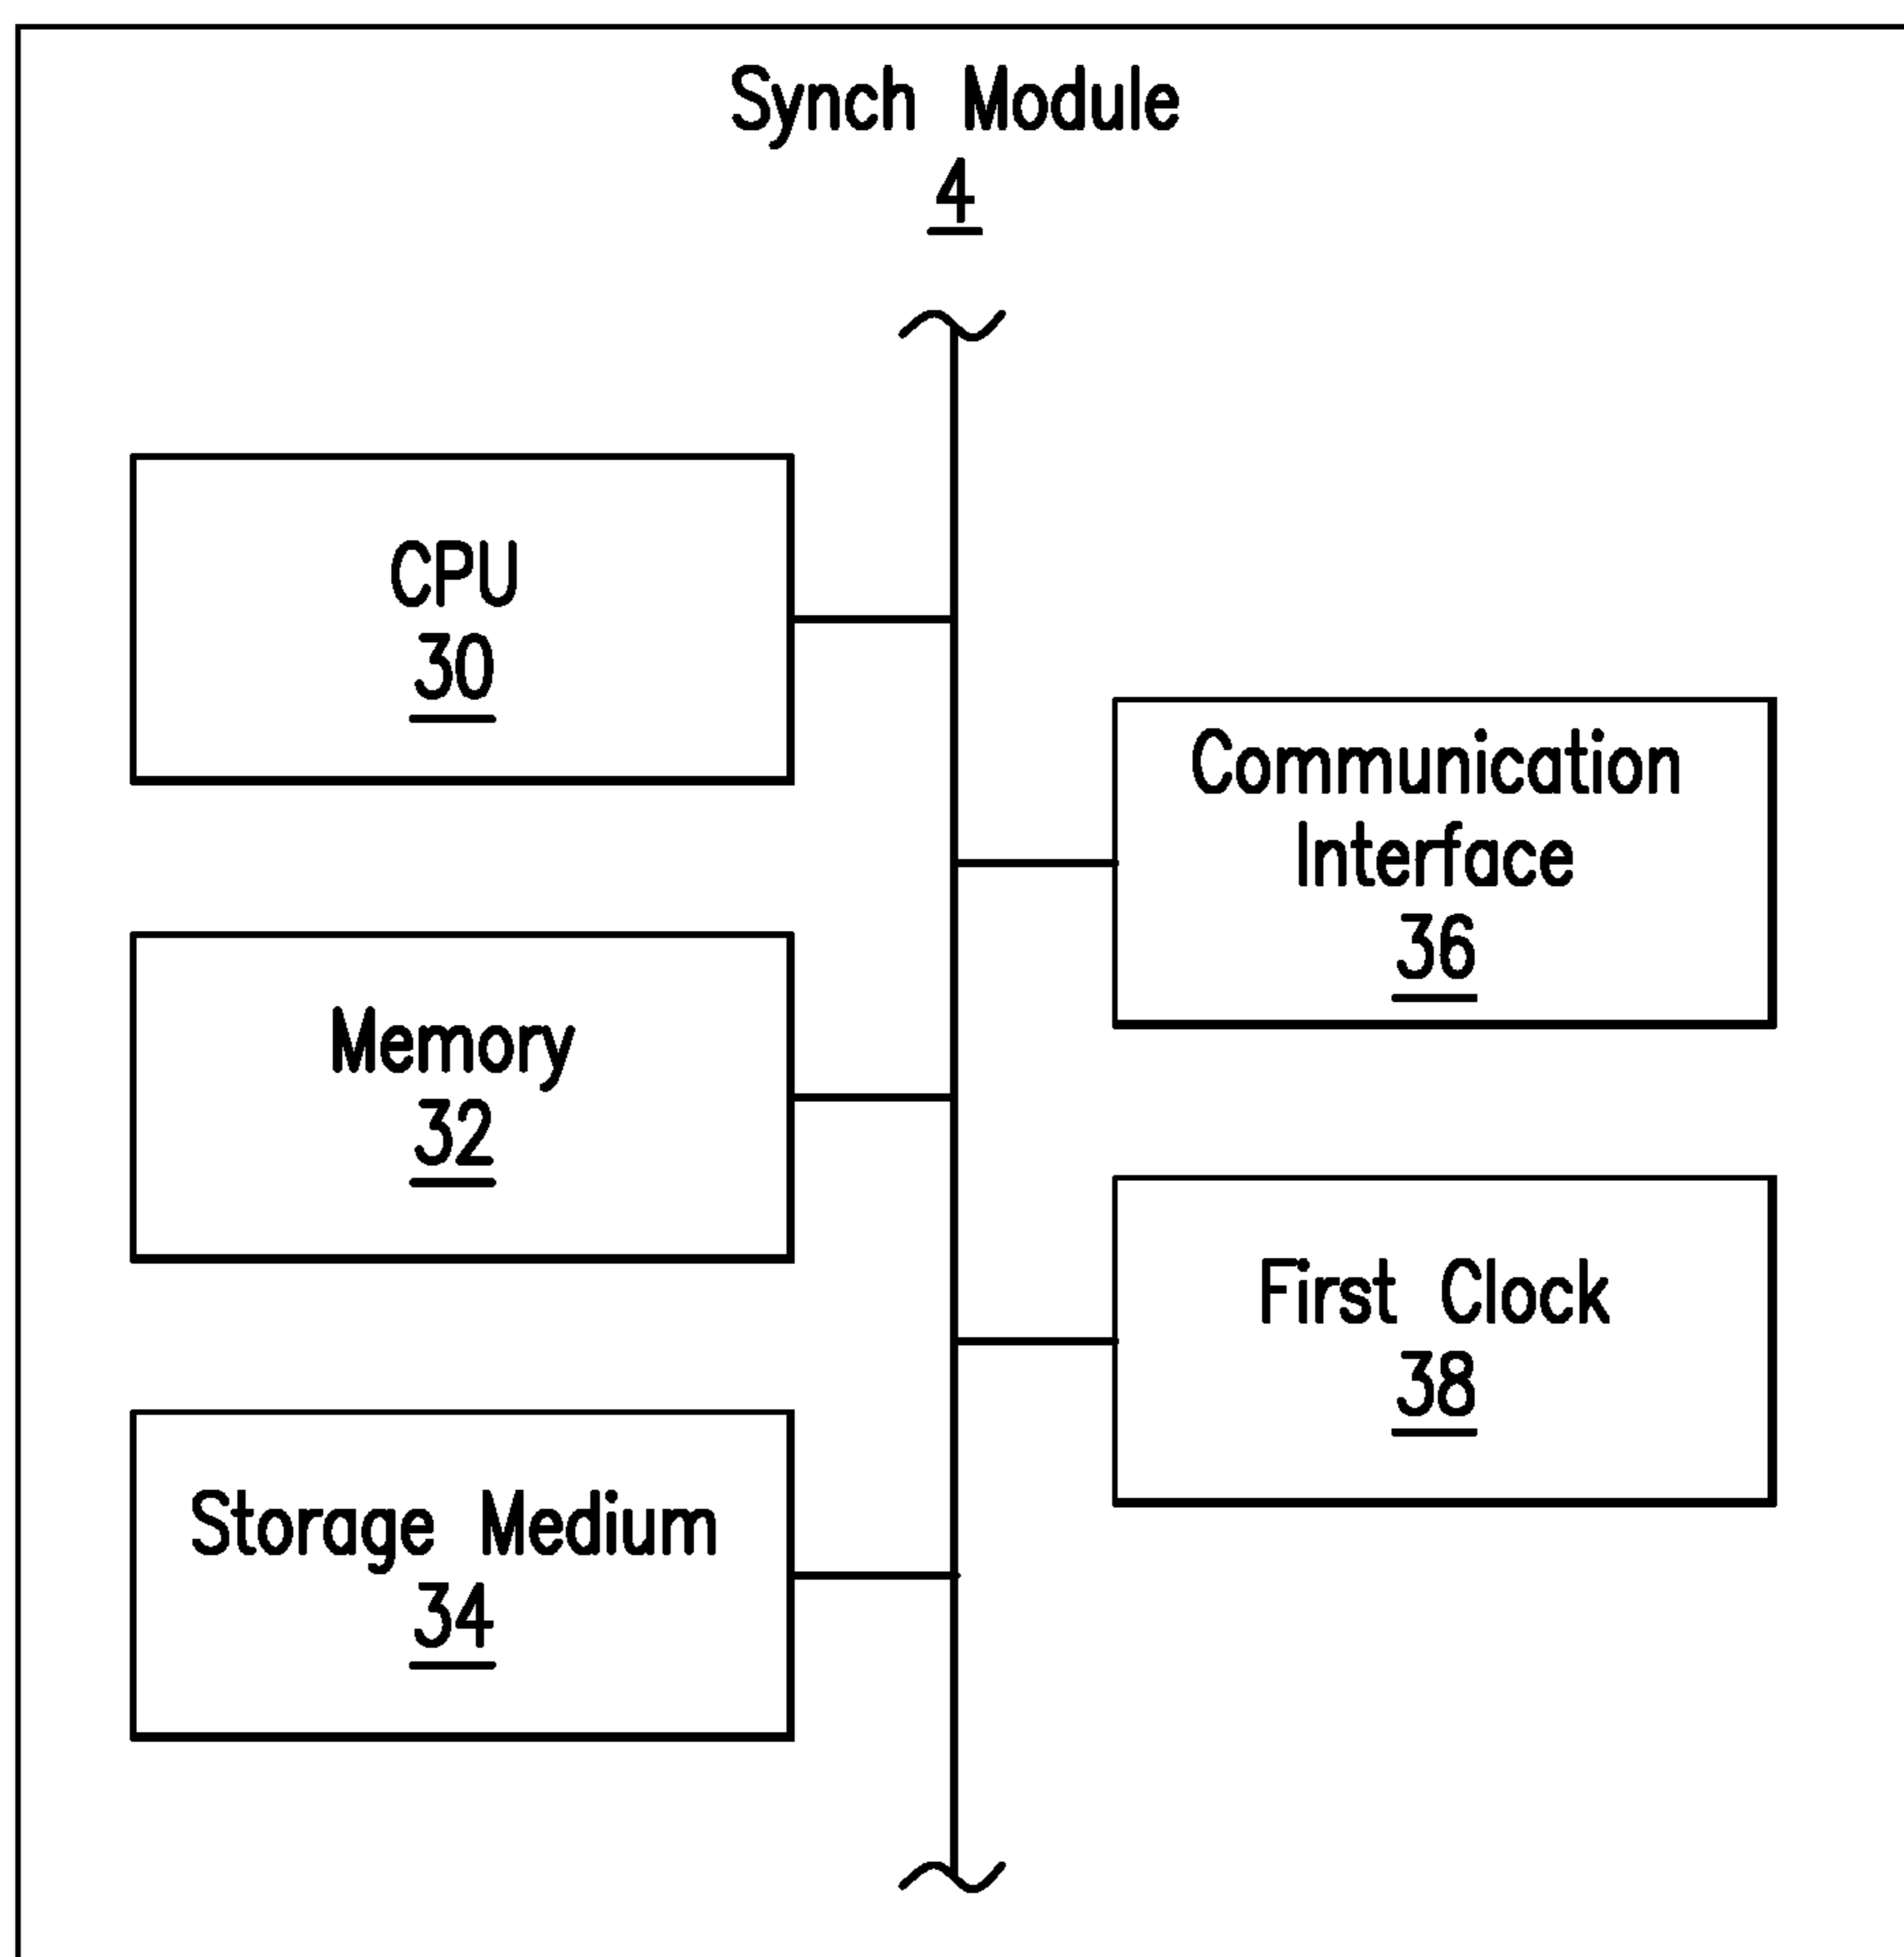 Synch Module
4
CPU
30
Communication
Interface
36
Memory
32
First Clock
38
Storage Medium
34